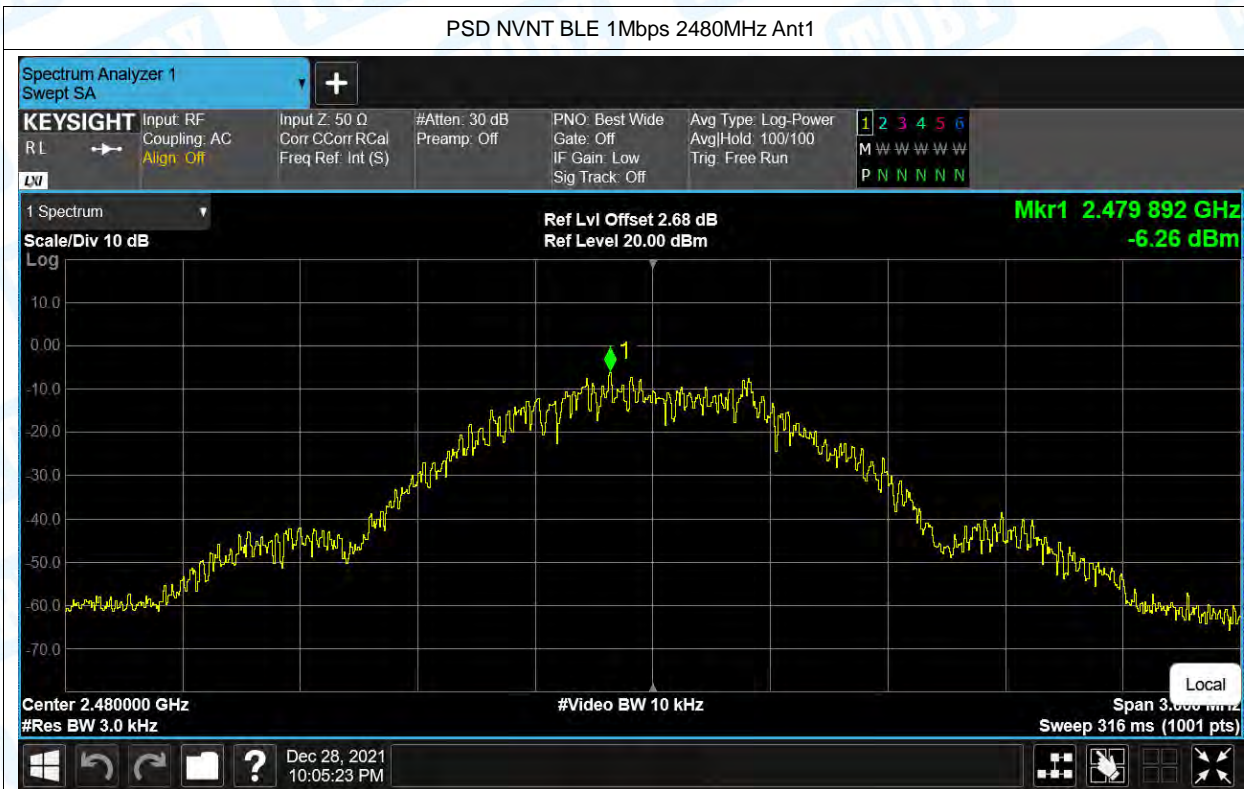 PSD NVNT BLE 1Mbps 2480MHz Ant1
Spectrum Analyzer 1
Swept SA
+
KEYSIGHT
R L
LXI
Input: RF
Coupling: AC
Align: Off
Input Z: 50 Ω
Corr CCorr RCal
Freq Ref: Int (S)
#Atten: 30 dB
Preamp: Off
PNO: Best Wide
Gate: Off
IF Gain: Low
Sig Track: Off
Avg Type: Log-Power
Avg|Hold: 100/100
Trig: Free Run
1 2 3 4 5 6
M W W W W W
P N N N N N
1 Spectrum
Scale/Div 10 dB
Log
Ref Lvl Offset 2.68 dB
Ref Level 20.00 dBm
Mkr1 2.479 892 GHz
-6.26 dBm
1
10.0
0.00
-10.0
-20.0
-30.0
-40.0
-50.0
-60.0
-70.0
Local
Center 2.480000 GHz
#Res BW 3.0 kHz
#Video BW 10 kHz
Span 3.000 MHz
Sweep 316 ms (1001 pts)
?
Dec 28, 2021
10:05:23 PM
TOBY